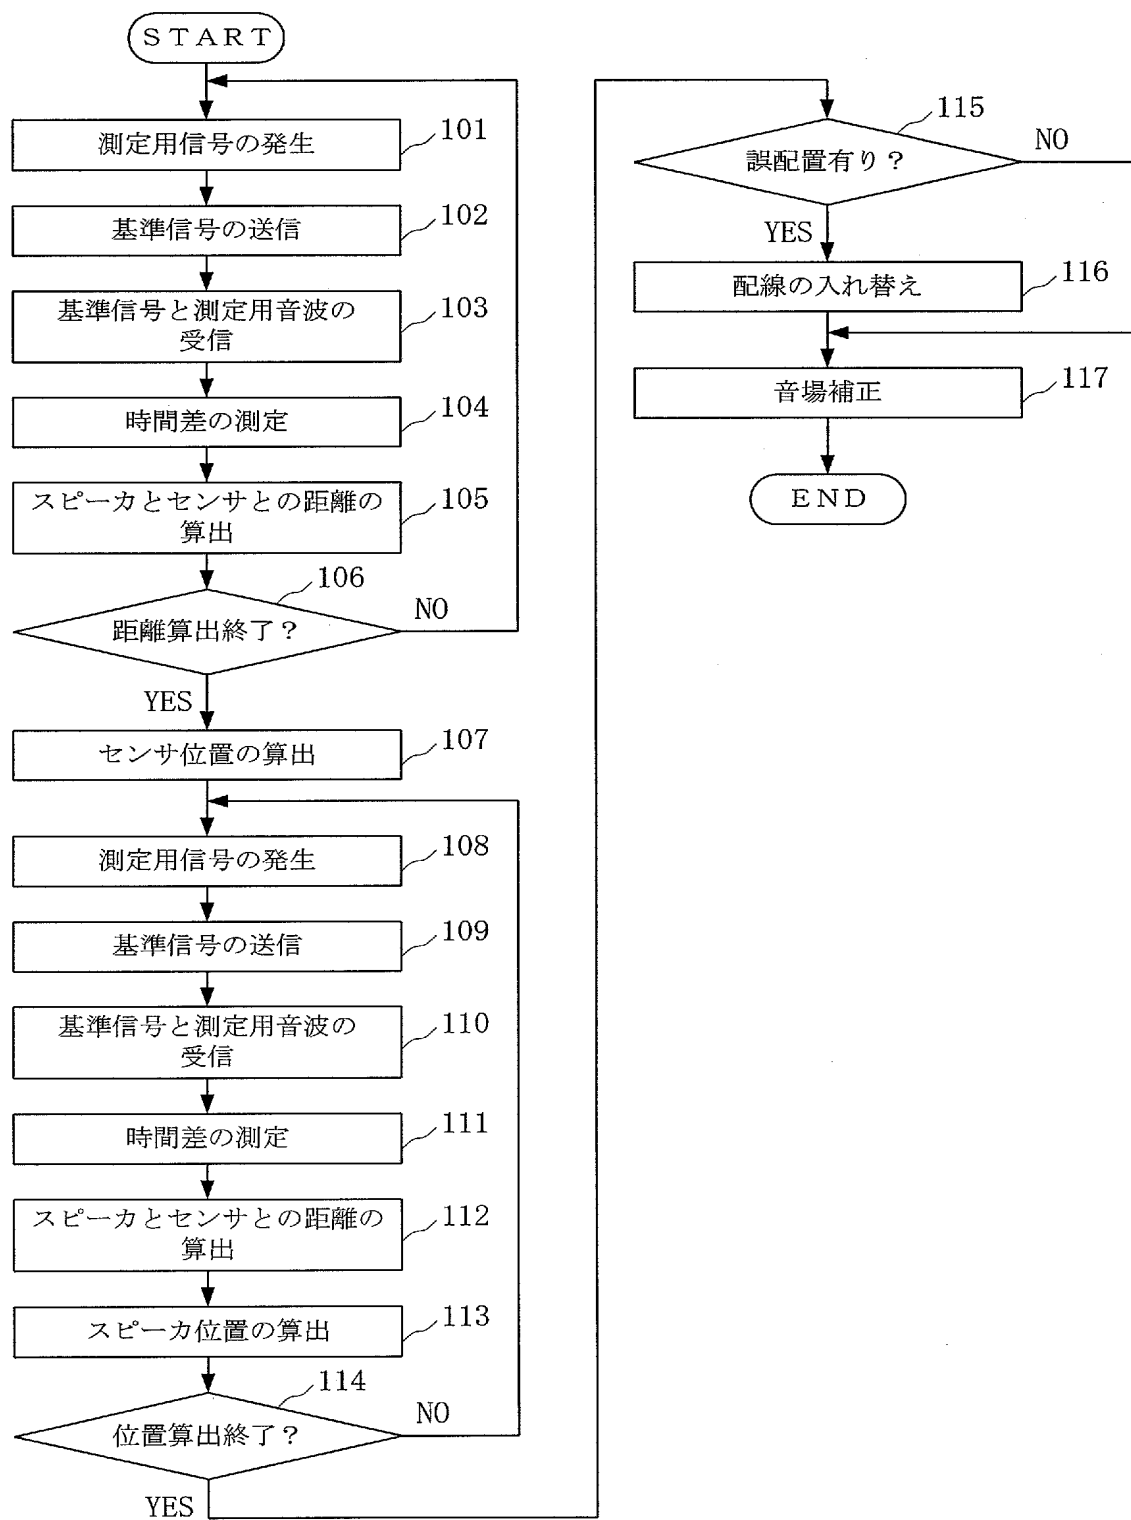 START
測定用信号の発生
101
基準信号の送信
102
基準信号と測定用音波の
受信
103
時間差の測定
104
スピーカとセンサとの距離の
算出
105
距離算出終了？
106
NO
YES
センサ位置の算出
107
測定用信号の発生
108
基準信号の送信
109
基準信号と測定用音波の
受信
110
時間差の測定
111
スピーカとセンサとの距離の
算出
112
スピーカ位置の算出
113
位置算出終了？
114
NO
YES
誤配置有り？
115
NO
YES
配線の入れ替え
116
音場補正
117
END